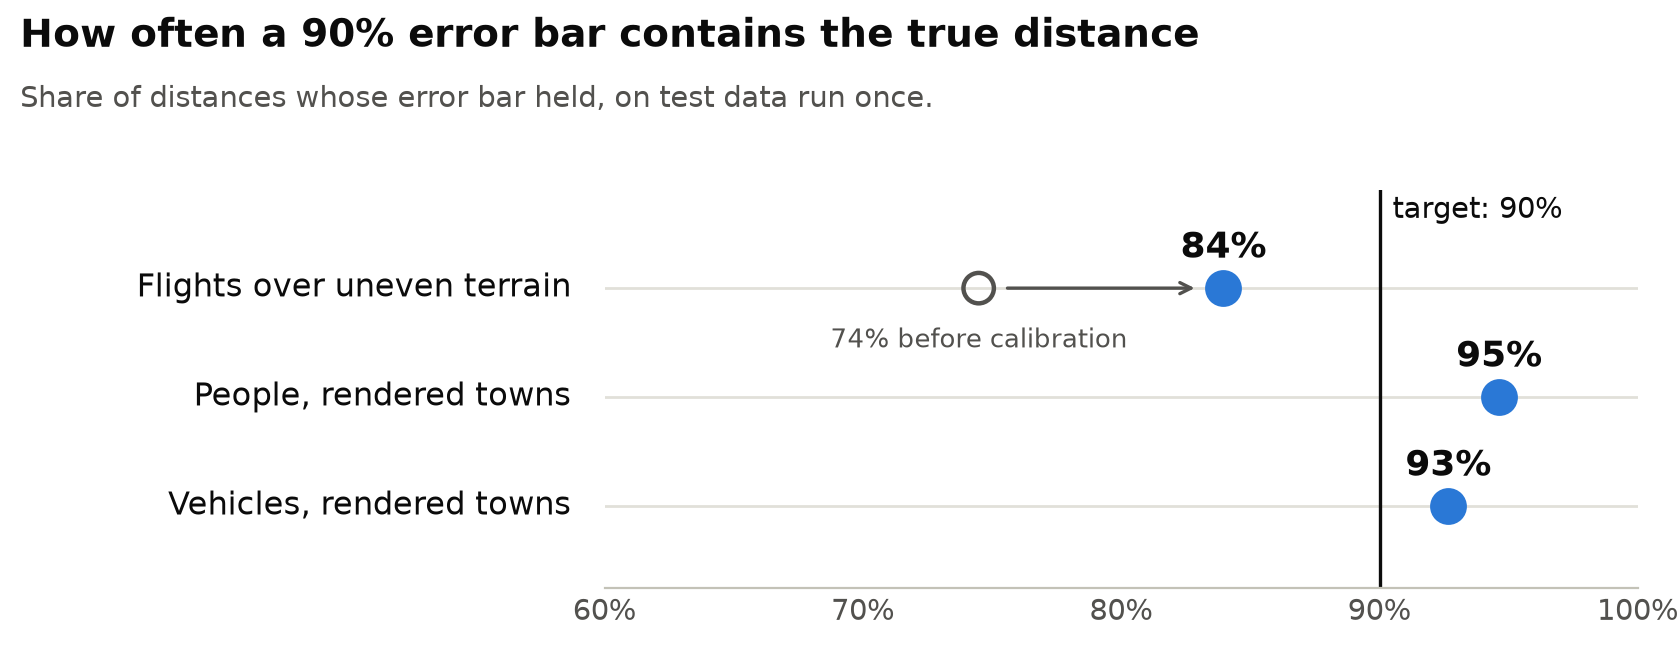 How often a 90% error bar contains the true distance
Share of distances whose error bar held, on test data run once.
target: 90%
84%
Flights over uneven terrain
74% before calibration
95%
People, rendered towns
93%
Vehicles, rendered towns
60% 70% 80% 90% 100%